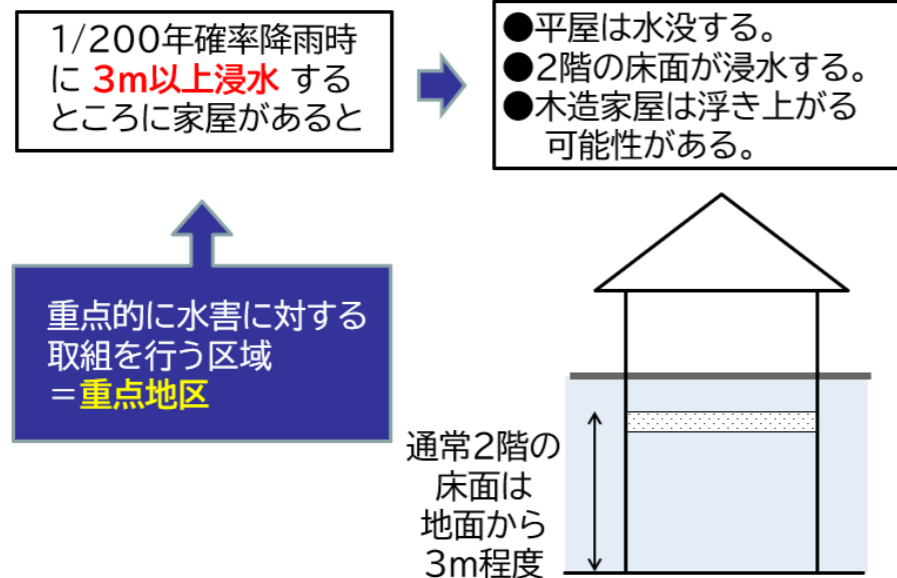 1/200年確率降雨時
に 3m以上浸水 する
ところに家屋があると
●平屋は水没する。
●2階の床面が浸水する。
●木造家屋は浮き上がる
可能性がある。
重点的に水害に対する
取組を行う区域
＝重点地区
通常2階の
床面は
地面から
3m程度